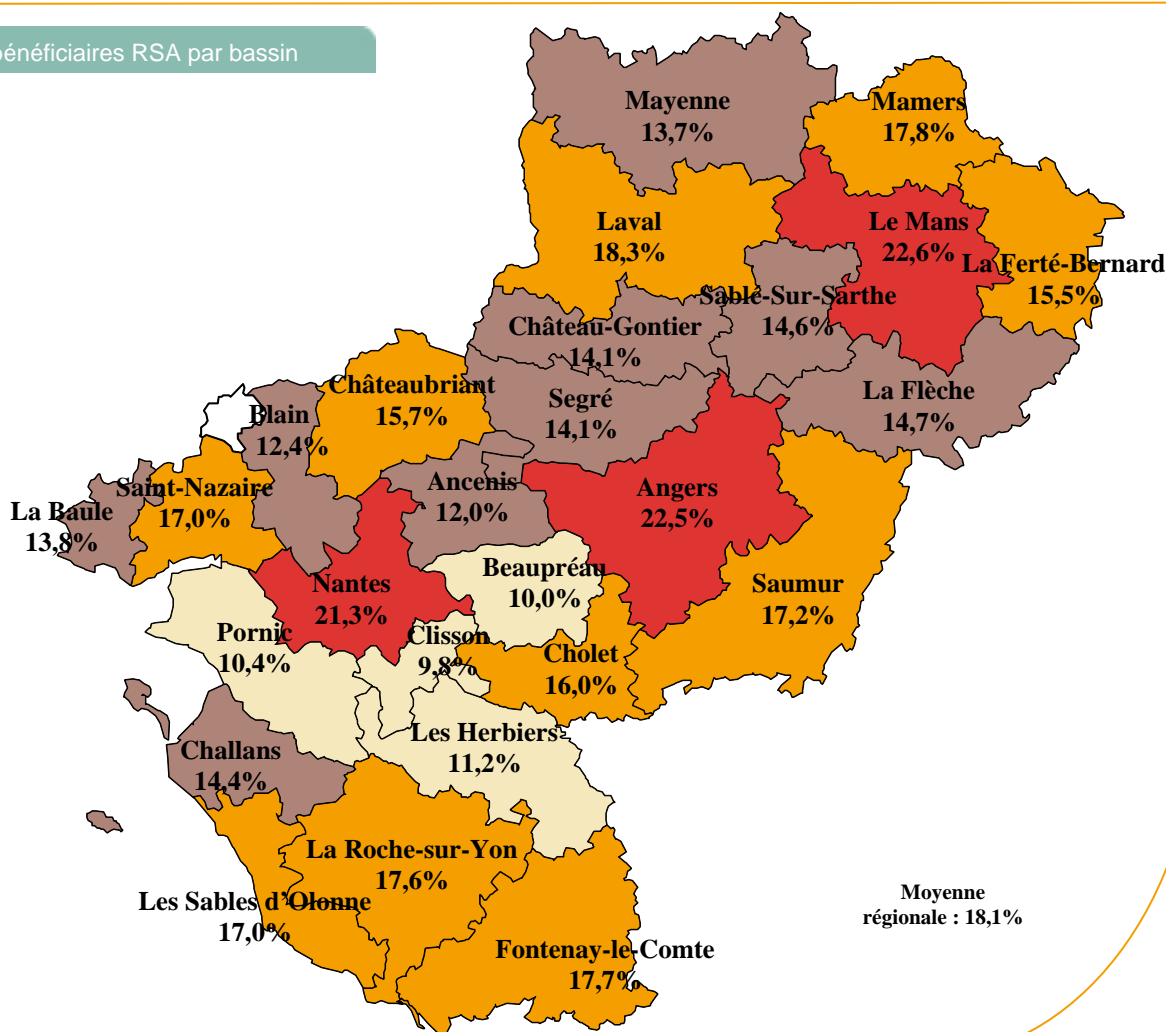 bénéficiaires RSA par bassin
Mayenne
13,7%
Mamers
17,8%
Laval
18,3%
Le Mans
22,6%
La Ferté-Bernard
15,5%
Sablé-Sur-Sarthe
14,6%
Château-Gontier
14,1%
Châteaubriant
15,7%
Segré
14,1%
La Flèche
14,7%
Blain
12,4%
Ancenis
12,0%
Angers
22,5%
Saint-Nazaire
17,0%
La Baule
13,8%
Beaupréau
10,0%
Nantes
21,3%
Saumur
17,2%
Pornic
10,4%
Clisson
9,8%
Cholet
16,0%
Les Herbiers
11,2%
Challans
14,4%
La Roche-sur-Yon
17,6%
Les Sables d’Olonne
17,0%
Fontenay-le-Comte
17,7%
Moyenne
régionale : 18,1%